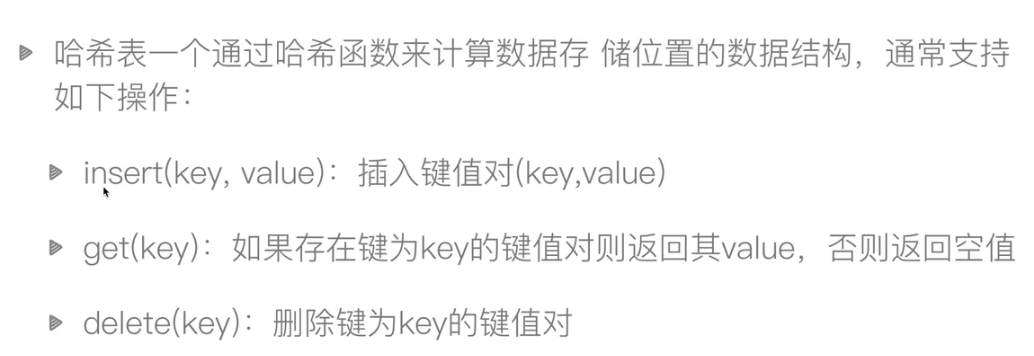 哈希表一个通过哈希函数来计算数据存 储位置的数据结构，通常支持
如下操作：
insert(key, value)：插入键值对(key,value)
get(key)：如果存在键为key的键值对则返回其value，否则返回空值
delete(key)：删除键为key的键值对